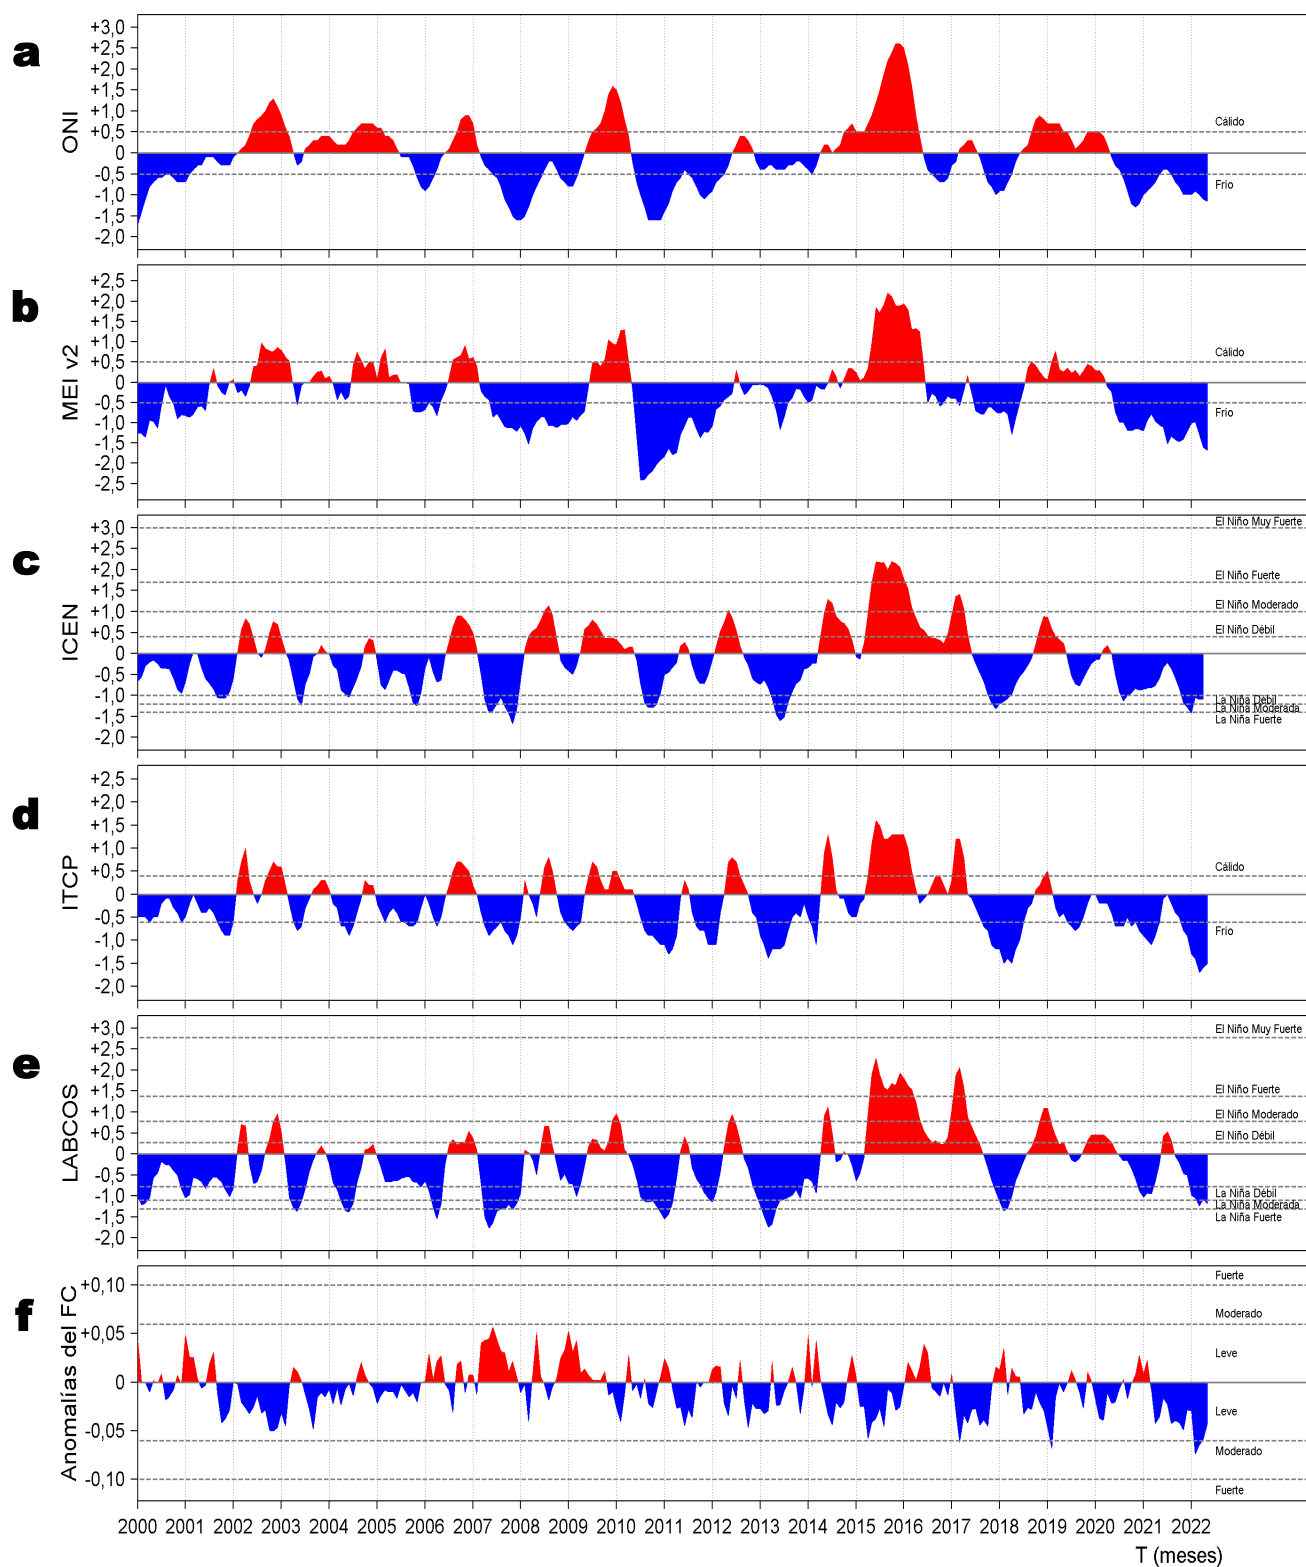 a
ONI
+3,0
+2,5
+2,0
+1,5
+1,0
+0,5
0
-0,5
-1,0
-1,5
-2,0
Cálido
Frío
b
MEI v2
+2,5
+2,0
+1,5
+1,0
+0,5
0
-0,5
-1,0
-1,5
-2,0
-2,5
Cálido
Frío
c
ICEN
+3,0
+2,5
+2,0
+1,5
+1,0
+0,5
0
-0,5
-1,0
-1,5
-2,0
El Niño Muy Fuerte
El Niño Fuerte
El Niño Moderado
El Niño Débil
La Niña Débil
La Niña Moderada
La Niña Fuerte
d
ITCP
+2,5
+2,0
+1,5
+1,0
+0,5
0
-0,5
-1,0
-1,5
-2,0
Cálido
Frío
e
LABCOS
+3,0
+2,5
+2,0
+1,5
+1,0
+0,5
0
-0,5
-1,0
-1,5
-2,0
El Niño Muy Fuerte
El Niño Fuerte
El Niño Moderado
El Niño Débil
La Niña Débil
La Niña Moderada
La Niña Fuerte
f
Anomalías del FC
+0,10
+0,05
0
-0,05
-0,10
Fuerte
Moderado
Leve
Leve
Moderado
Fuerte
2000 2001 2002 2003 2004 2005 2006 2007 2008 2009 2010 2011 2012 2013 2014 2015 2016 2017 2018 2019 2020 2021 2022
T (meses)